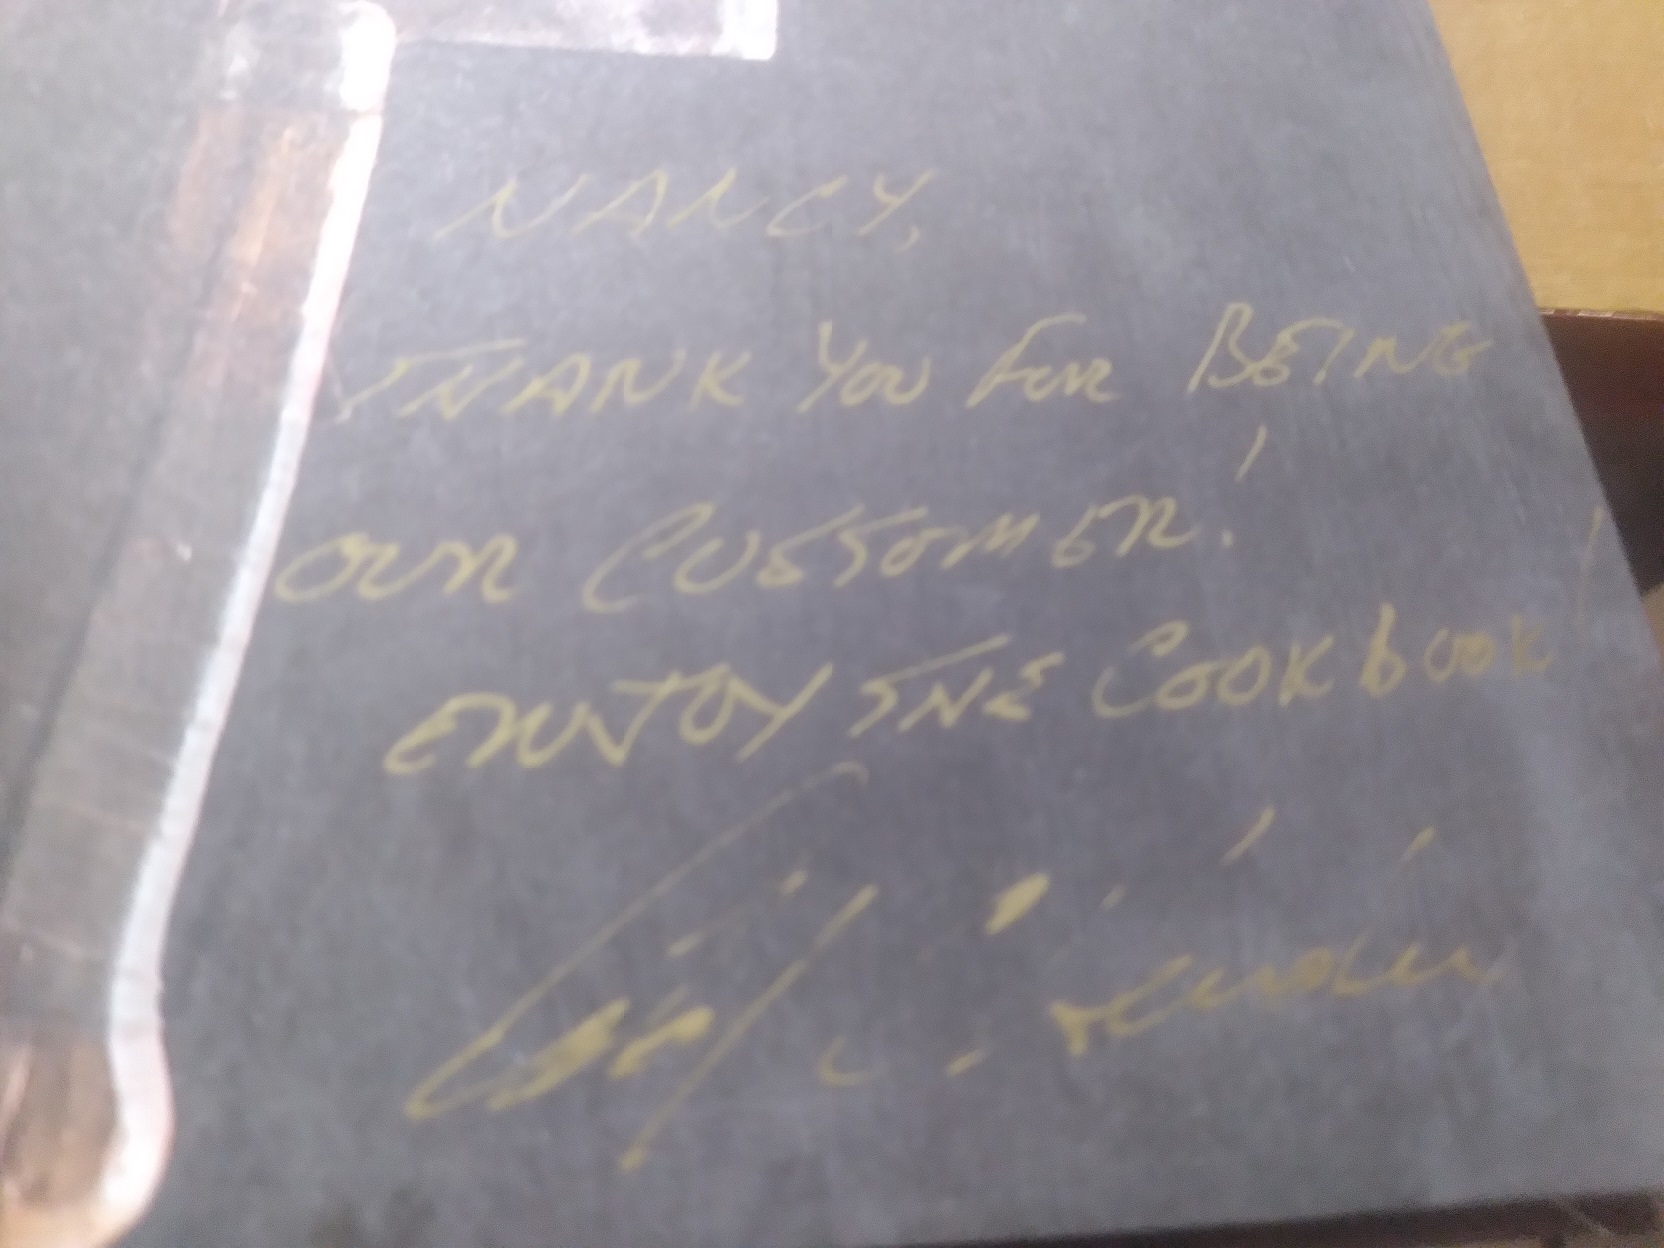 NANCY,
THANK YOU FOR BEING
OUR CUSTOMER!
ENJOY THE COOKBOOK!